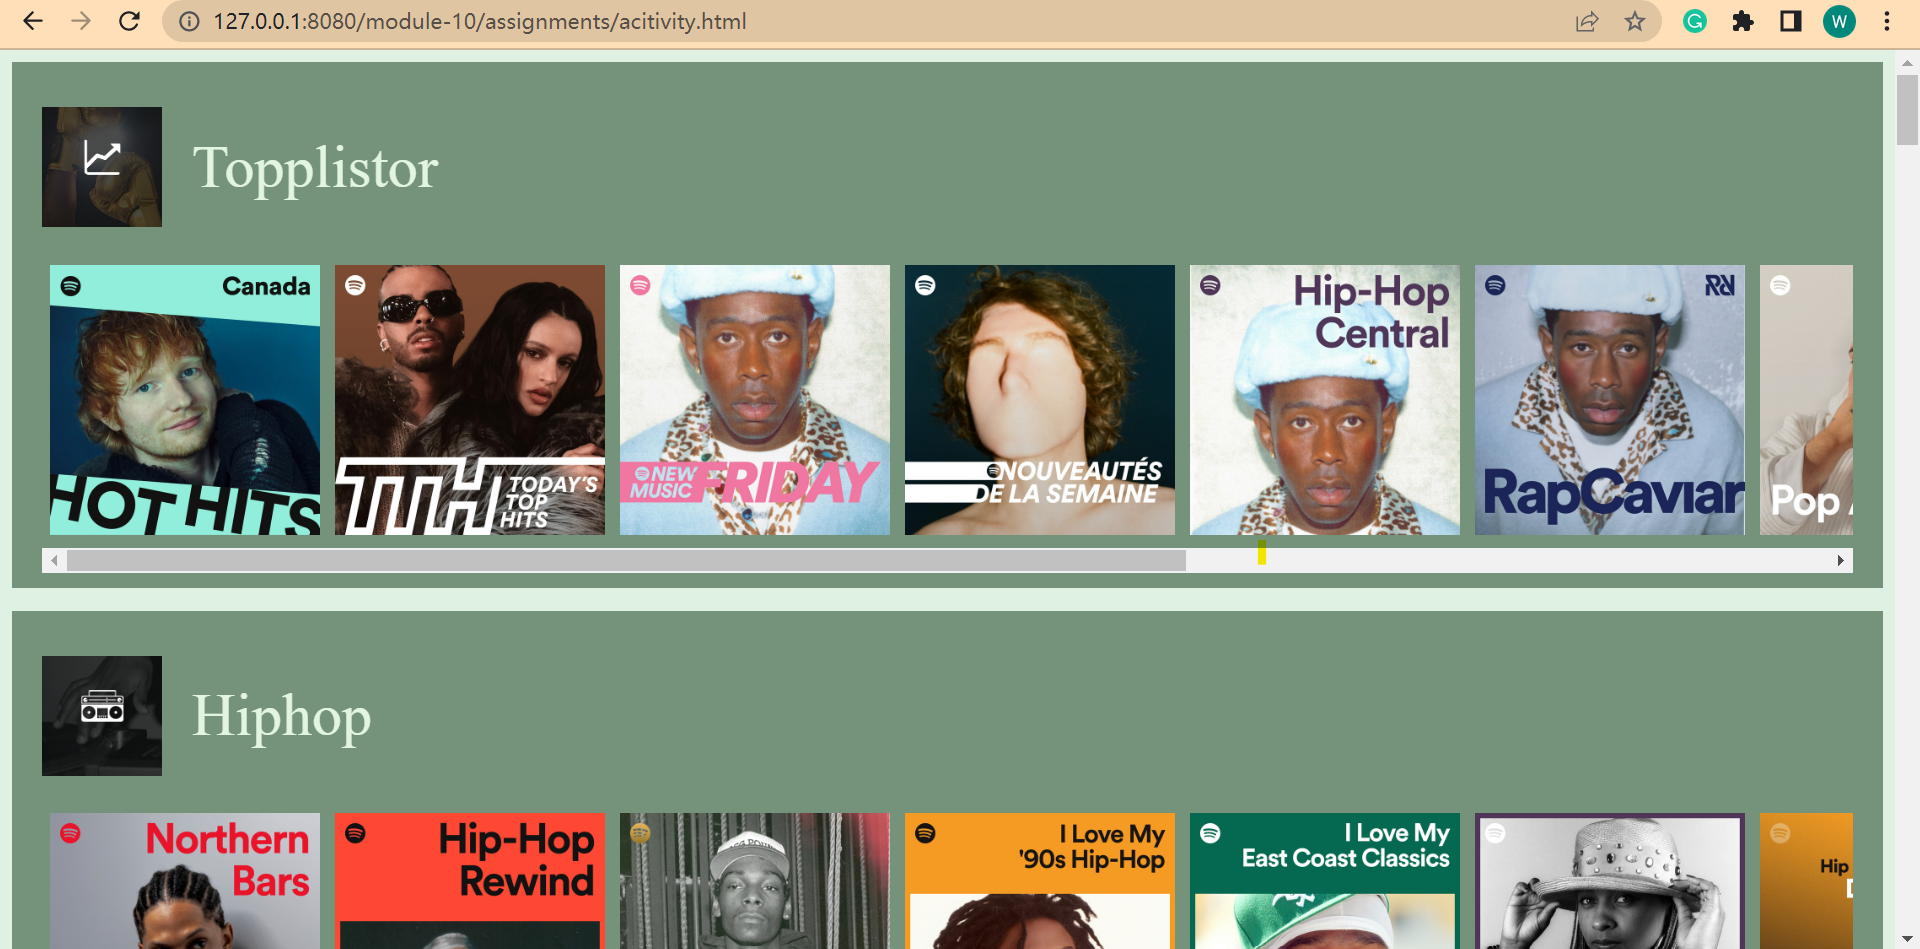 127.0.0.1:8080/module-10/assignments/acitivity.html
W
Topplistor
Canada
HOT HITS
TTH TODAY'S
TOP
HITS
NEW
MUSIC FRIDAY
NOUVEAUTÉS
DE LA SEMAINE
Hip-Hop
Central
RapCaviar
Pop
Hiphop
Northern
Bars
Hip-Hop
Rewind
I Love My
'90s Hip-Hop
I Love My
East Coast Classics
Hip